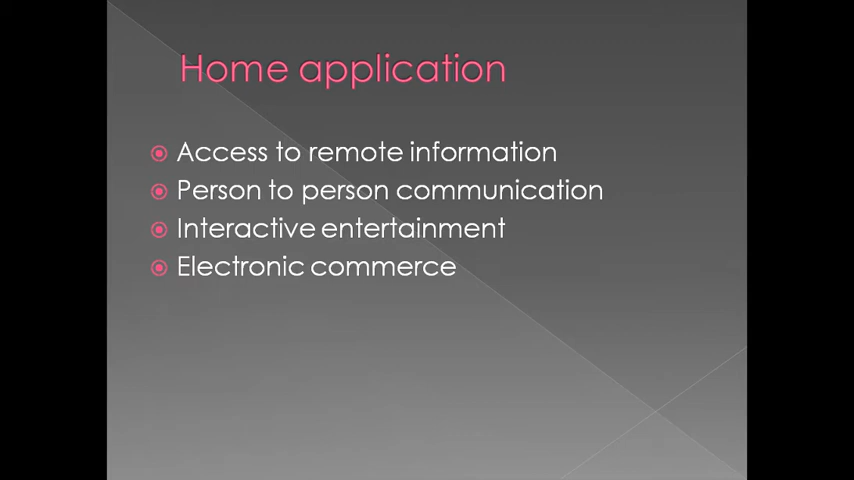 Home application
Access to remote information
Person to person communication
Interactive entertainment
Electronic commerce